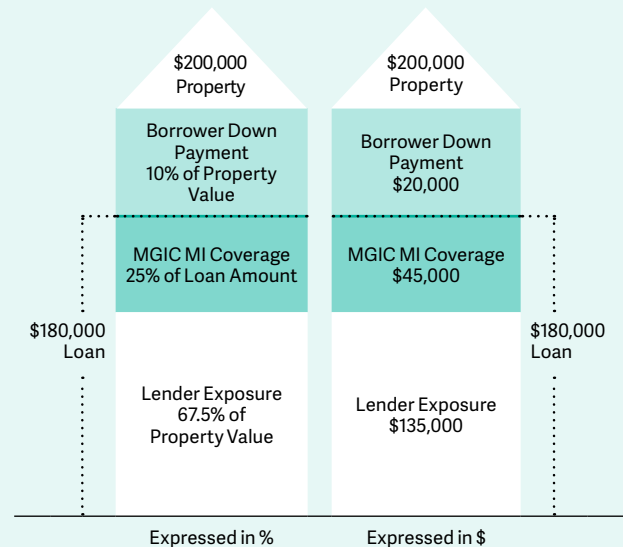 $200,000
Property
Borrower Down
Payment
10% of Property
Value
MGIC MI Coverage
25% of Loan Amount
$180,000
Loan
Lender Exposure
67.5% of
Property Value
Expressed in %
$200,000
Property
Borrower Down
Payment
$20,000
MGIC MI Coverage
$45,000
$180,000
Loan
Lender Exposure
$135,000
Expressed in $